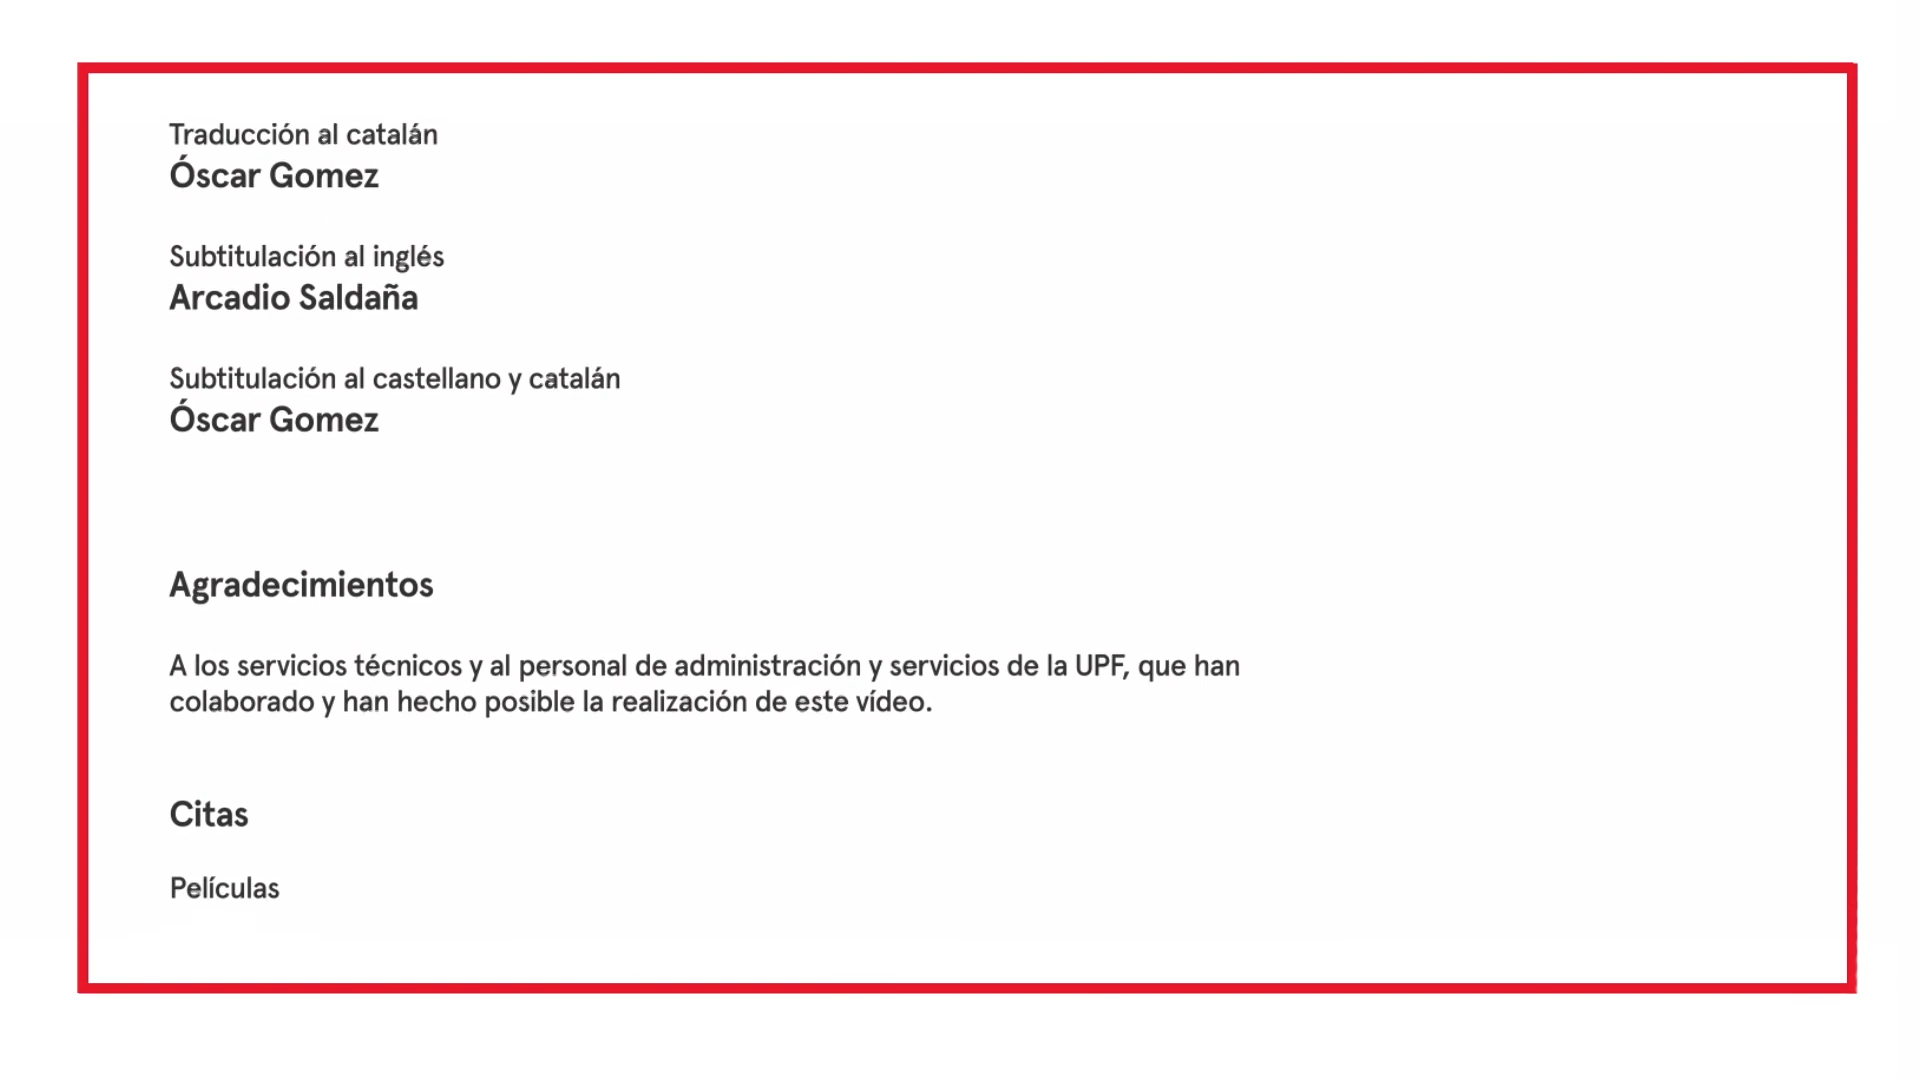 Traducción al catalán
Óscar Gomez
Subtitulación al inglés
Arcadio Saldaña
Subtitulación al castellano y catalán
Óscar Gomez
Agradecimientos
A los servicios técnicos y al personal de administración y servicios de la UPF, que han
colaborado y han hecho posible la realización de este vídeo.
Citas
Películas